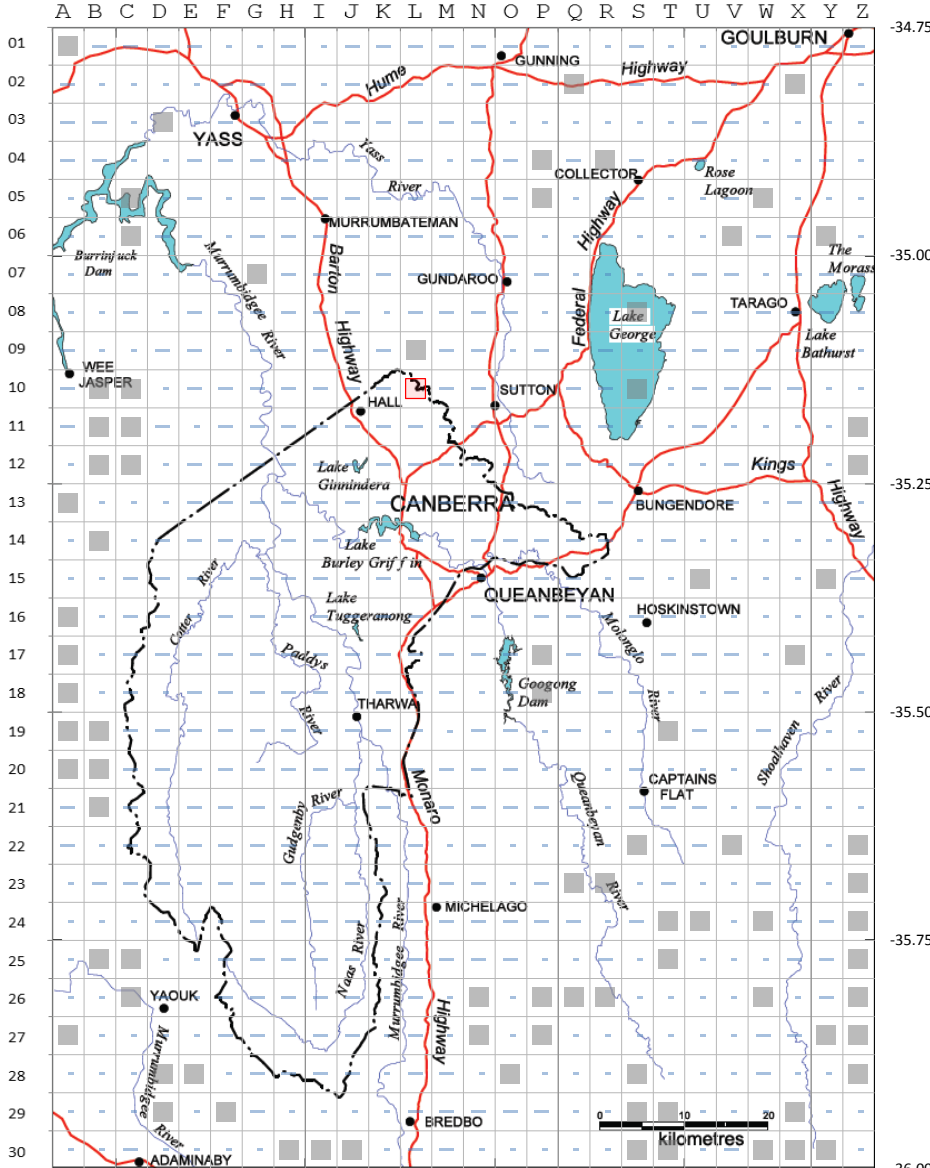 A B C D E F G H I J K L M N O P Q R S T U V W X Y Z
01
02
03
04
05
06
07
08
09
10
11
12
13
14
15
16
17
18
19
20
21
22
23
24
25
26
27
28
29
30
-34.75
-35.00
-35.25
-35.50
-35.75
-36.00
GOULBURN
GUNNING
Hume
Highway
YASS
Yass
River
COLLECTOR
Rose
Lagoon
MURRUMBATEMAN
Highway
Burrinjuck
Dam
Murrumbidgee
River
Barton
Highway
GUNDAROO
The
Morass
TARAGO
Federal
Lake
George
Lake
Bathurst
WEE
JASPER
HALL
SUTTON
Lake
Ginnindera
Kings
Highway
CANBERRA
BUNGENDORE
Lake
Burley Griffin
QUEANBEYAN
Cotter
River
Lake
Tuggeranong
HOSKINSTOWN
Molonglo
River
Paddys
River
Googong
Dam
THARWA
Shoalhaven
River
Monaro
Highway
CAPTAINS
FLAT
Gudgenby
River
Queanbeyan
River
MICHELAGO
Naas
River
Murrumbidgee
River
YAOUK
Murrumbidgee
River
BREDBO
0 10 20
kilometres
ADAMINABY